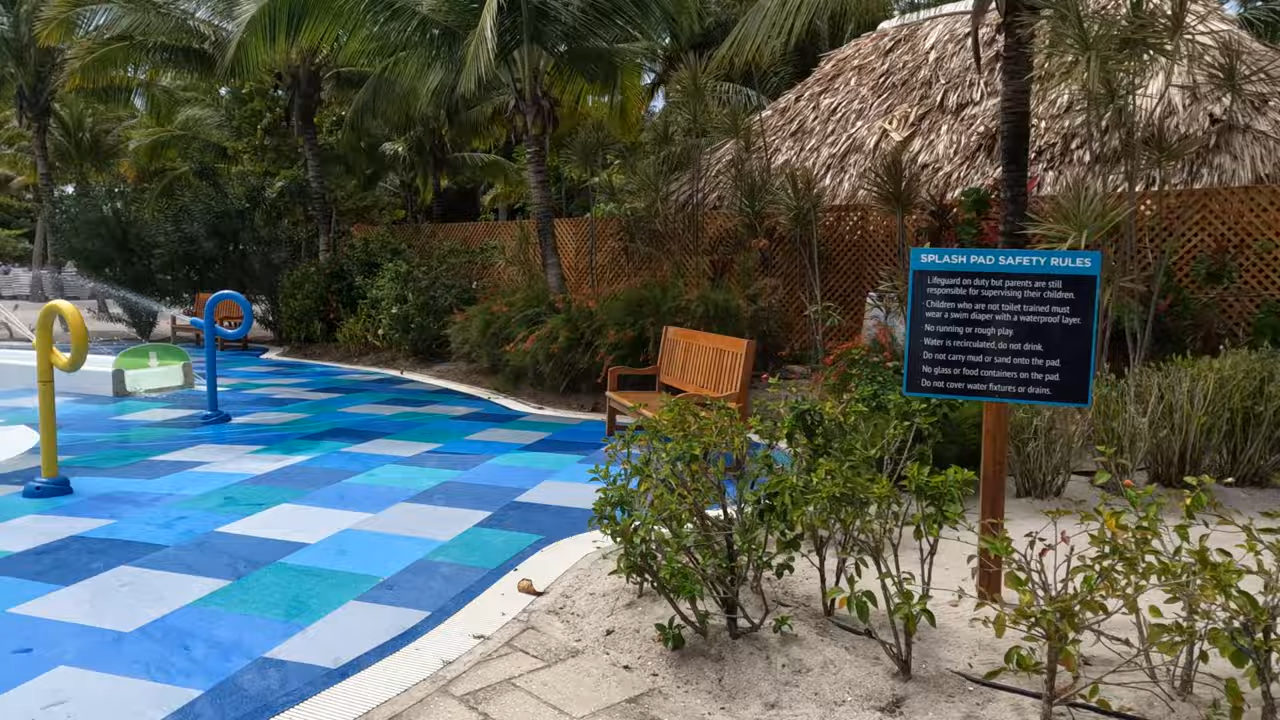 SPLASH PAD SAFETY RULES
Lifeguard on duty but parents are still
responsible for supervising their children.
· Children who are not toilet trained must
wear a swim diaper with a waterproof layer.
· No running or rough play.
· Water is recirculated, do not drink.
· Do not carry mud or sand onto the pad.
· No glass or food containers on the pad.
· Do not cover water fixtures or drains.